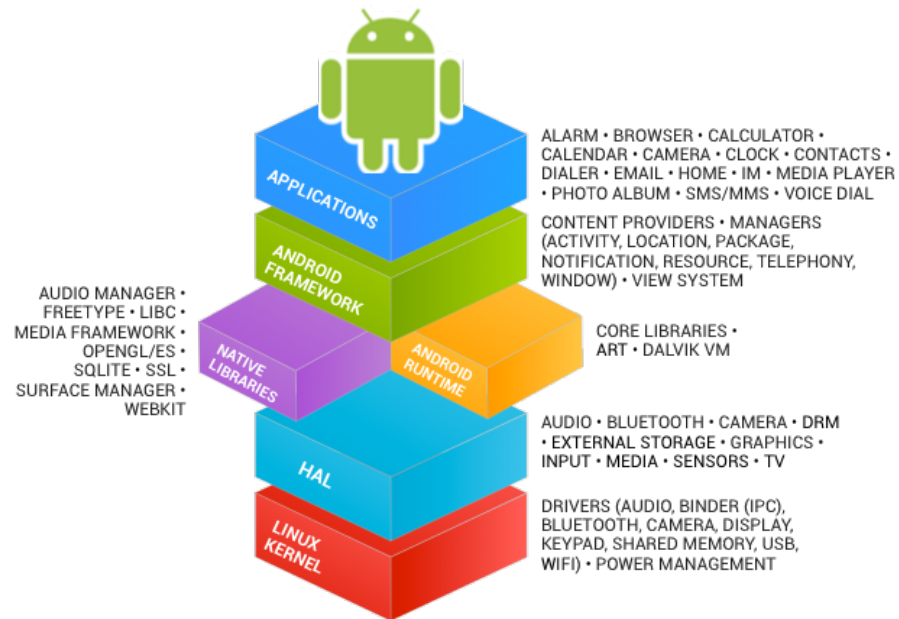 ALARM • BROWSER • CALCULATOR •
CALENDAR • CAMERA • CLOCK • CONTACTS •
DIALER • EMAIL • HOME • IM • MEDIA PLAYER
• PHOTO ALBUM • SMS/MMS • VOICE DIAL
APPLICATIONS
CONTENT PROVIDERS • MANAGERS
(ACTIVITY, LOCATION, PACKAGE,
NOTIFICATION, RESOURCE, TELEPHONY,
WINDOW) • VIEW SYSTEM
ANDROID
FRAMEWORK
AUDIO MANAGER •
FREETYPE • LIBC •
MEDIA FRAMEWORK •
OPENGL/ES •
SQLITE • SSL •
SURFACE MANAGER •
WEBKIT
NATIVE
LIBRARIES
ANDROID
RUNTIME
CORE LIBRARIES •
ART • DALVIK VM
HAL
AUDIO • BLUETOOTH • CAMERA • DRM
• EXTERNAL STORAGE • GRAPHICS •
INPUT • MEDIA • SENSORS • TV
LINUX
KERNEL
DRIVERS (AUDIO, BINDER (IPC),
BLUETOOTH, CAMERA, DISPLAY,
KEYPAD, SHARED MEMORY, USB,
WIFI) • POWER MANAGEMENT